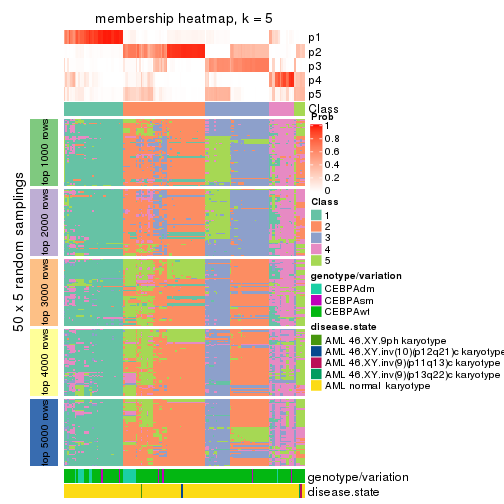 membership heatmap, k = 5
p1
p2
p3
p4
p5
Class
50 x 5 random samplings
top 1000 rows
top 2000 rows
top 3000 rows
top 4000 rows
top 5000 rows
Prob
1
0.8
0.6
0.4
0.2
0
Class
1
2
3
4
5
genotype/variation
CEBPAdm
CEBPAsm
CEBPAwt
disease.state
AML 46.XY.9ph karyotype
AML 46.XY.inv(10)(p12q21)c karyotype
AML 46.XY.inv(9)(p11q13)c karyotype
AML 46.XY.inv(9)(p13q22)c karyotype
AML normal karyotype
genotype/variation
disease.state